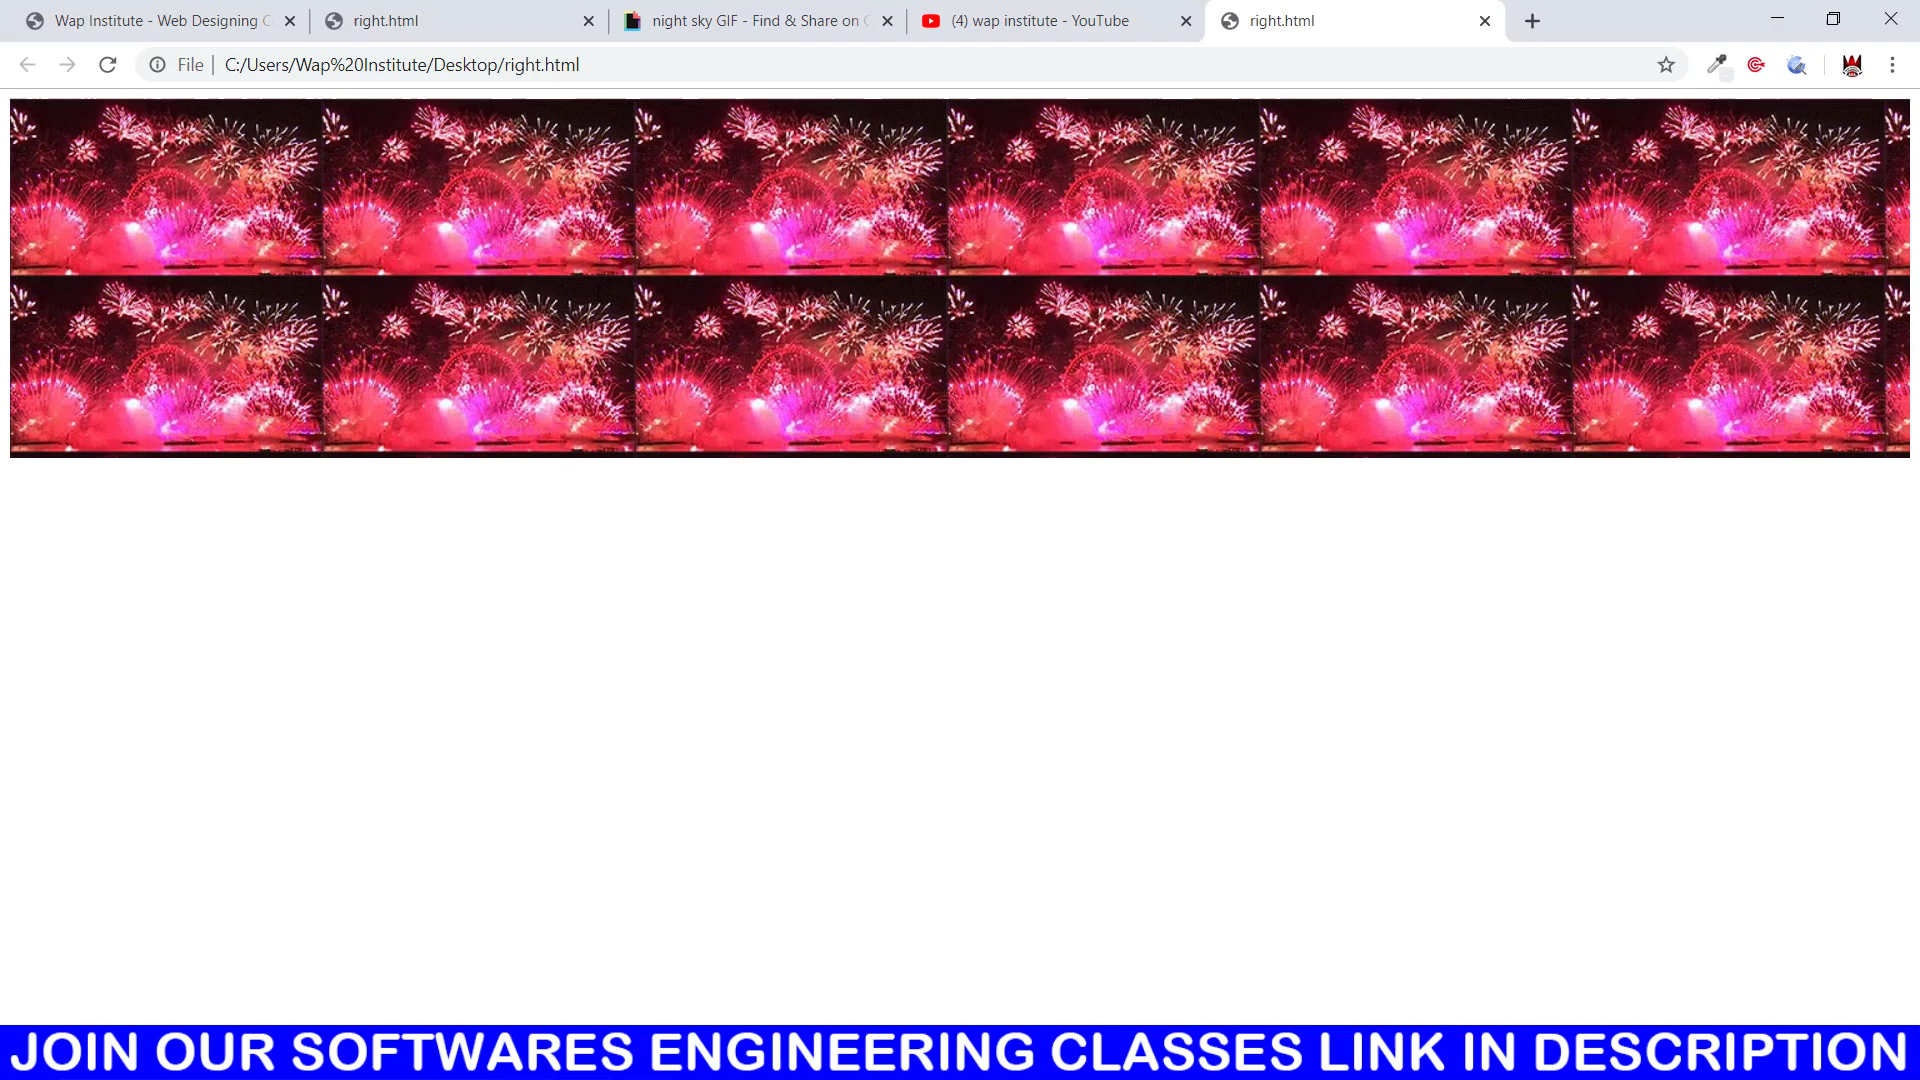 Wap Institute - Web Designing C
right.html
night sky GIF - Find & Share on G
(4) wap institute - YouTube
right.html
File
C:/Users/Wap%20Institute/Desktop/right.html
JOIN OUR SOFTWARES ENGINEERING CLASSES LINK IN DESCRIPTION